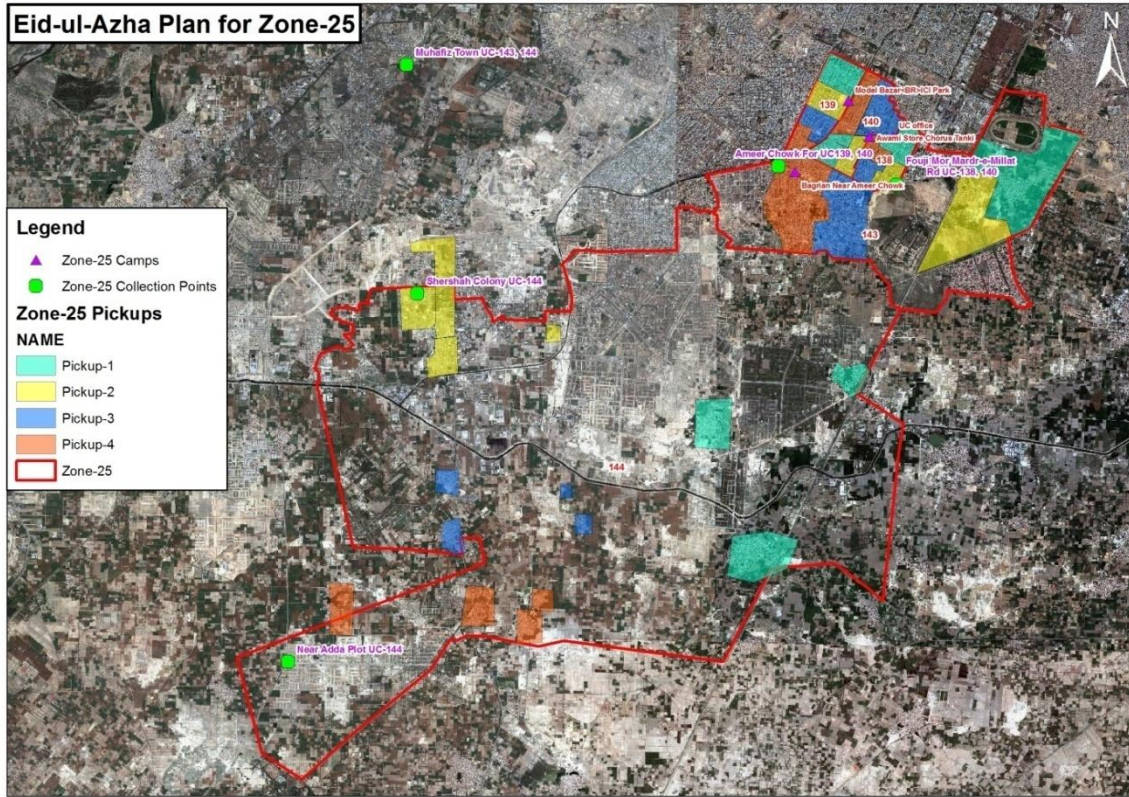 Eid-ul-Azha Plan for Zone-25
N
Muhafiz Town UC-143, 144
Model Bazar<BR>ICI Park
139
140
UC office
Awami Store Chorus Tanki
Ameer Chowk For UC139, 140
138
Fouji Mor Mardr-e-Millat
Rd UC-138, 140
Bagrian Near Ameer Chowk
143
Legend
Zone-25 Camps
Zone-25 Collection Points
Zone-25 Pickups
NAME
Pickup-1
Pickup-2
Pickup-3
Pickup-4
Zone-25
Shershah Colony UC-144
144
Near Adda Plot UC-144